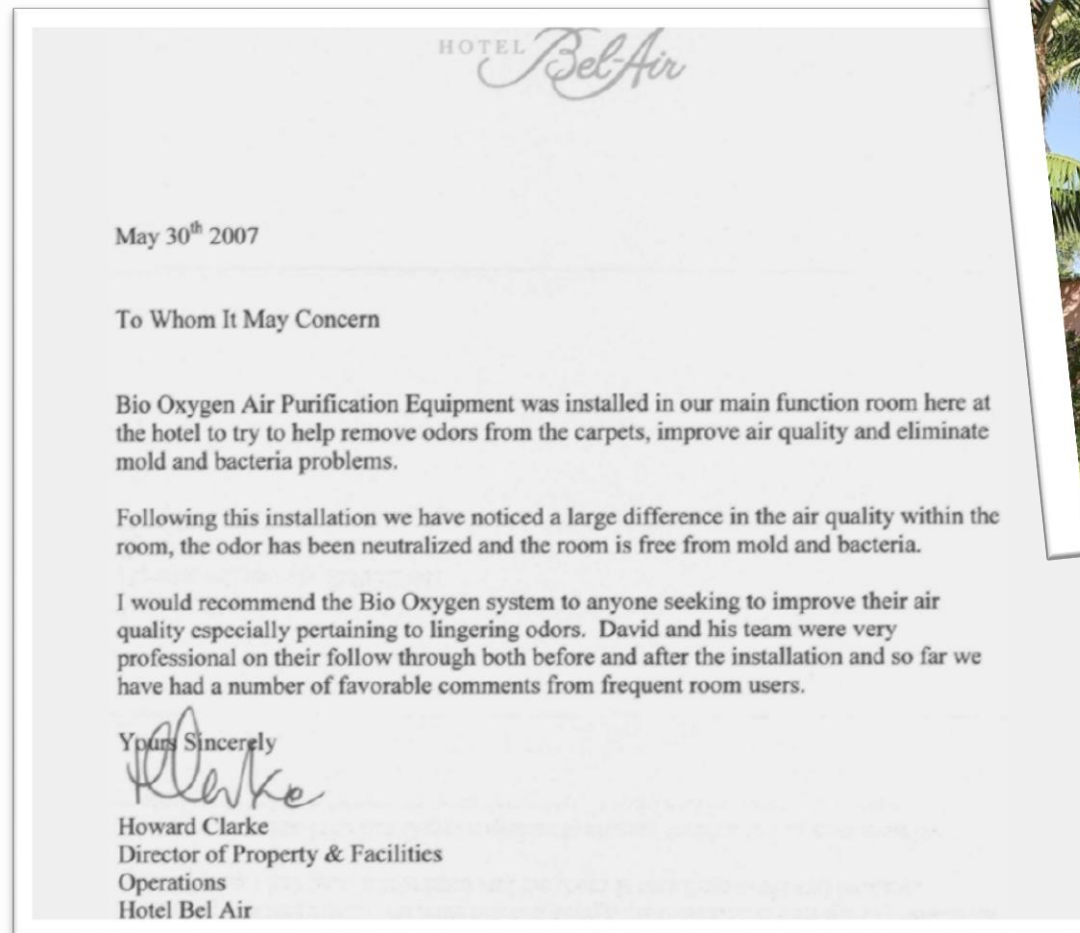 HOTEL Bel-Air
May 30th 2007
To Whom It May Concern
Bio Oxygen Air Purification Equipment was installed in our main function room here at
the hotel to try to help remove odors from the carpets, improve air quality and eliminate
mold and bacteria problems.
Following this installation we have noticed a large difference in the air quality within the
room, the odor has been neutralized and the room is free from mold and bacteria.
I would recommend the Bio Oxygen system to anyone seeking to improve their air
quality especially pertaining to lingering odors. David and his team were very
professional on their follow through both before and after the installation and so far we
have had a number of favorable comments from frequent room users.
Yours Sincerely
HClarke
Howard Clarke
Director of Property & Facilities
Operations
Hotel Bel Air